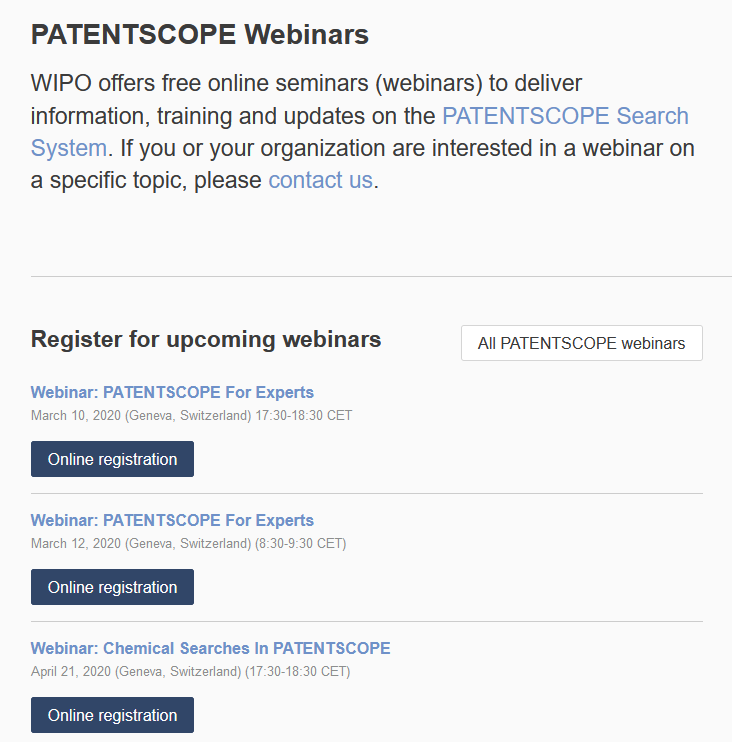 PATENTSCOPE Webinars
WIPO offers free online seminars (webinars) to deliver
information, training and updates on the PATENTSCOPE Search
System. If you or your organization are interested in a webinar on
a specific topic, please contact us.
Register for upcoming webinars
All PATENTSCOPE webinars
Webinar: PATENTSCOPE For Experts
March 10, 2020 (Geneva, Switzerland) 17:30-18:30 CET
Online registration
Webinar: PATENTSCOPE For Experts
March 12, 2020 (Geneva, Switzerland) (8:30-9:30 CET)
Online registration
Webinar: Chemical Searches In PATENTSCOPE
April 21, 2020 (Geneva, Switzerland) (17:30-18:30 CET)
Online registration